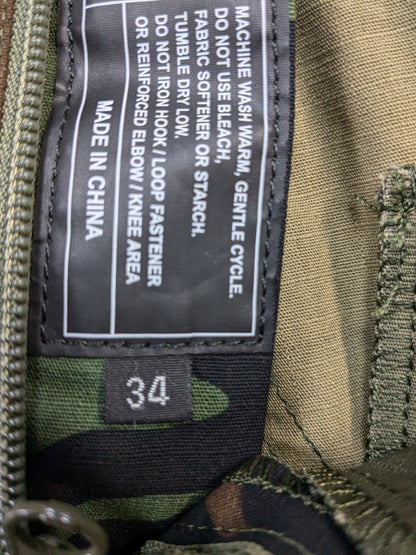 MACHINE WASH WARM, GENTLE CYCLE.
DO NOT USE BLEACH,
FABRIC SOFTENER OR STARCH.
TUMBLE DRY LOW.
DO NOT IRON HOOK / LOOP FASTENER
OR REINFORCED ELBOW / KNEE AREA
MADE IN CHINA
34